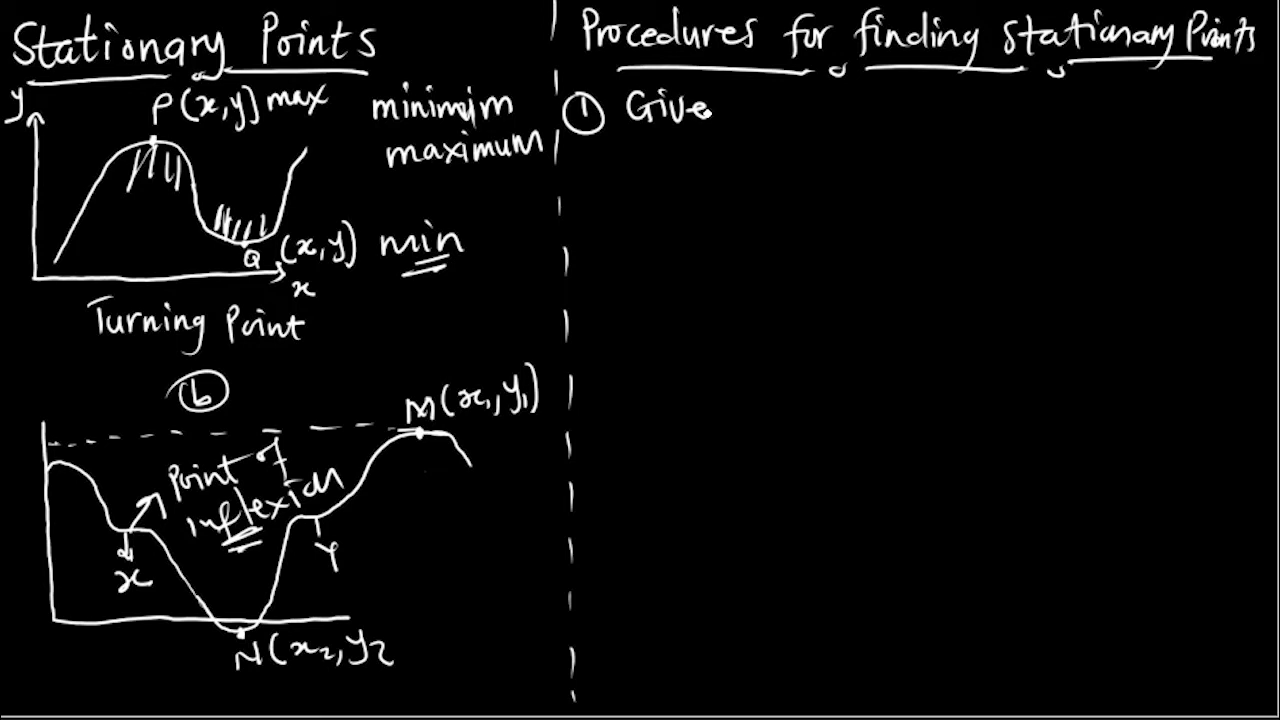 Stationary Points
y
P(x, y) max
minimum
maximum
Q (x, y) min
x
Turning Point
b
M(x₁, y₁)
Point of
inflexion
x
Y
N(x₂, y₂
Procedures for finding Stationary Points
① Give